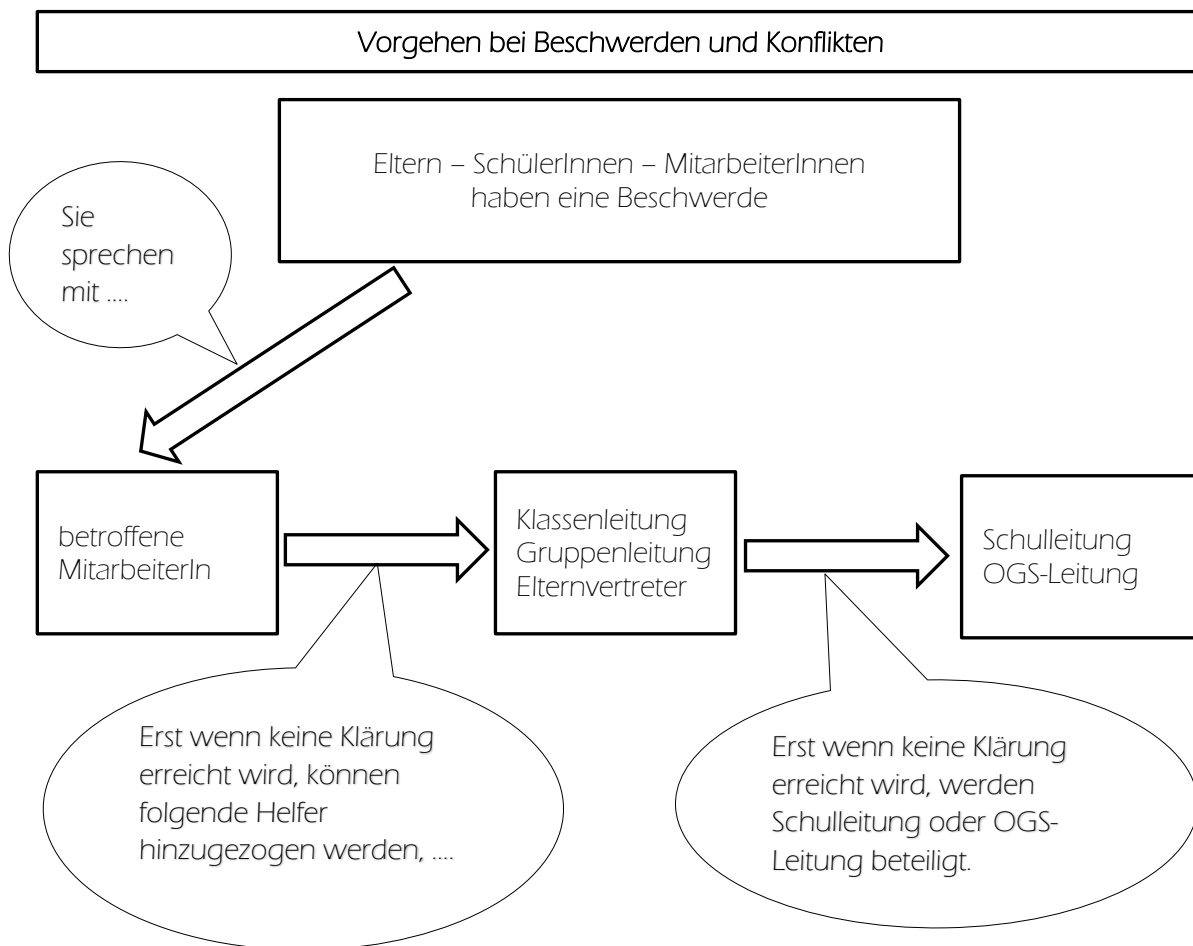 Vorgehen bei Beschwerden und Konflikten
Eltern – SchülerInnen – MitarbeiterInnen
haben eine Beschwerde
Sie
sprechen
mit ....
betroffene
MitarbeiterIn
Klassenleitung
Gruppenleitung
Elternvertreter
Schulleitung
OGS-Leitung
Erst wenn keine Klärung
erreicht wird, können
folgende Helfer
hinzugezogen werden, ....
Erst wenn keine Klärung
erreicht wird, werden
Schulleitung oder OGS-
Leitung beteiligt.